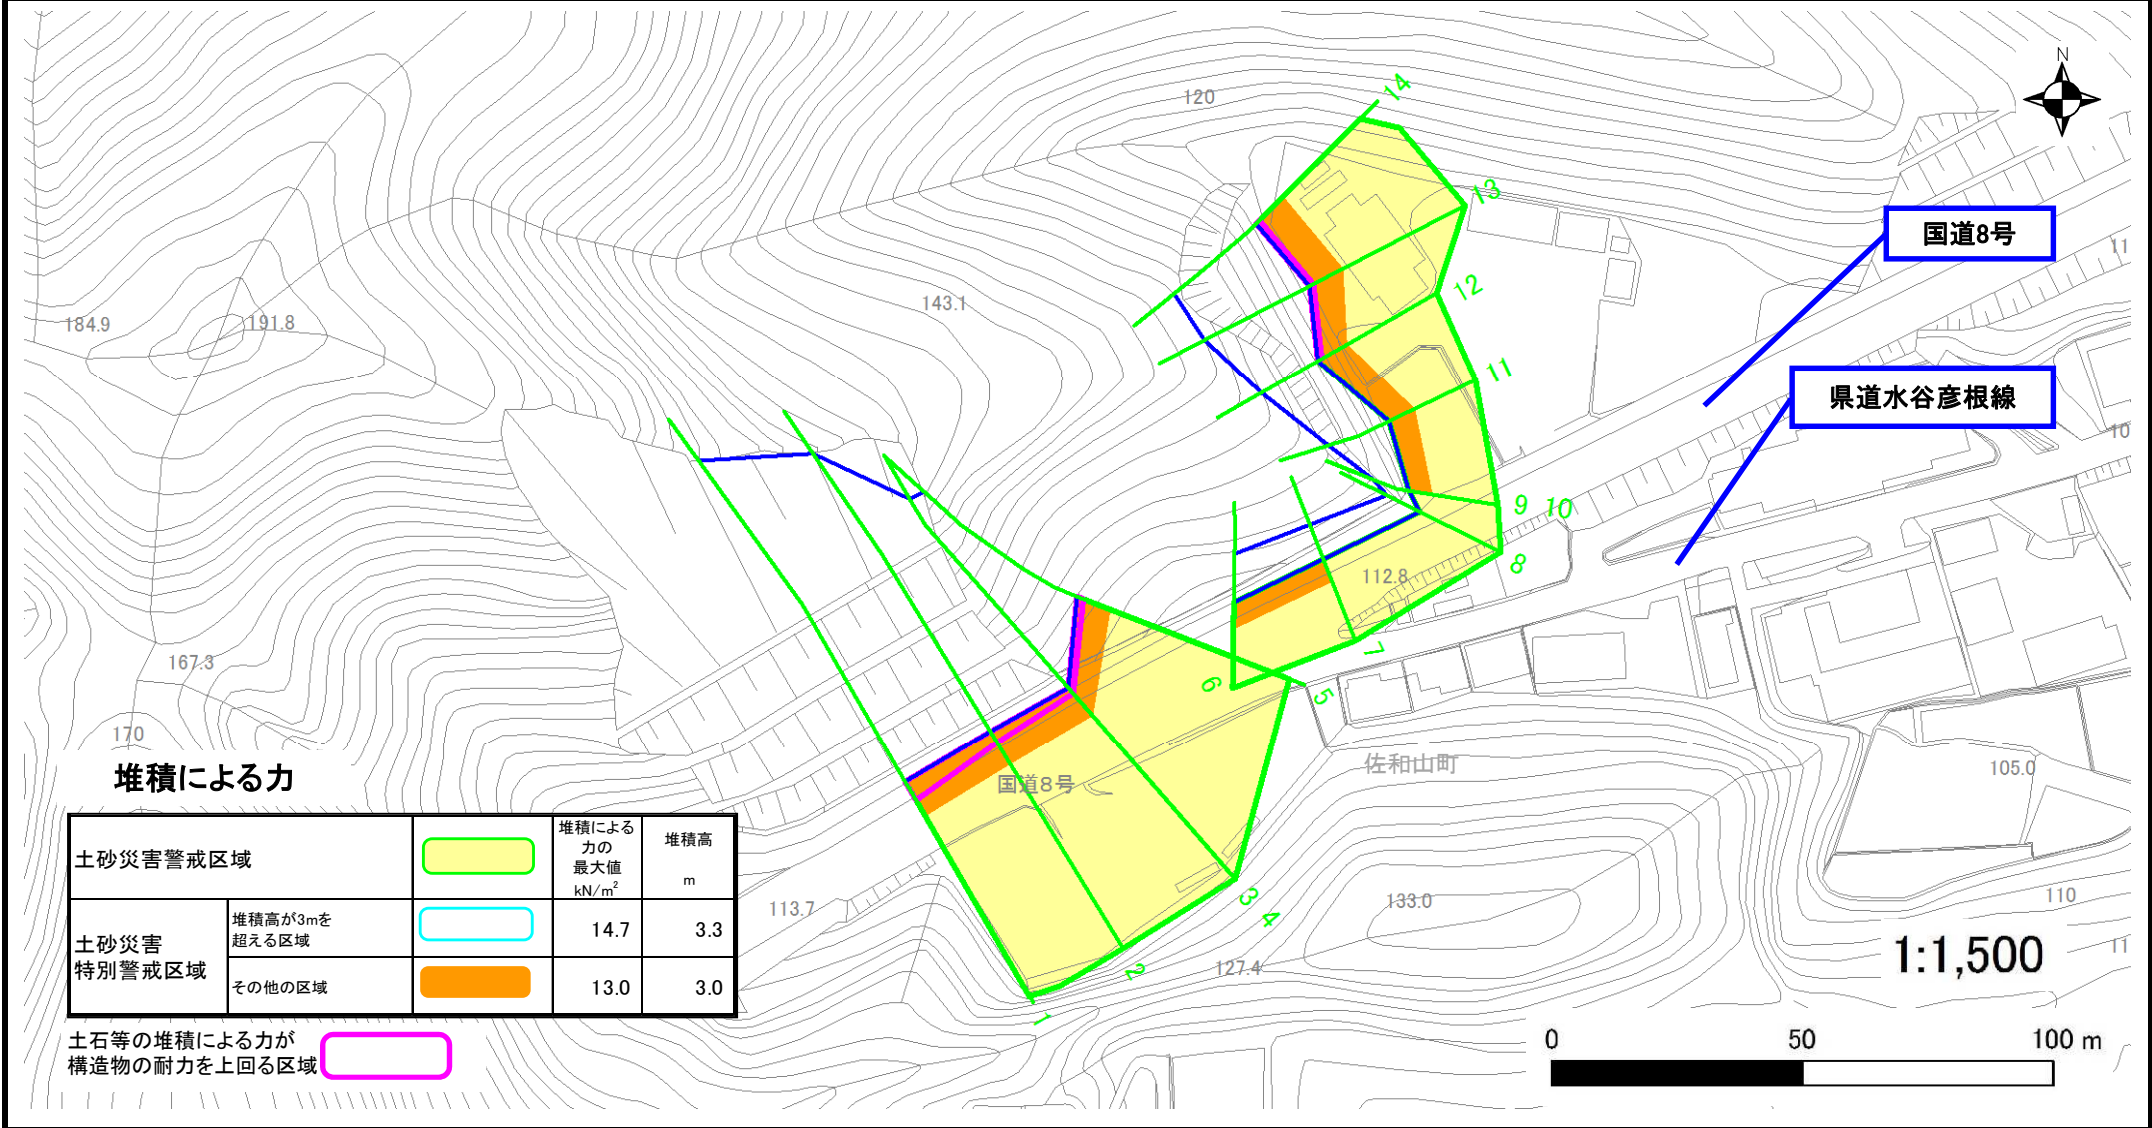 N
14
120
13
国道8号
11
12
143.1
184.9
191.8
11
県道水谷彦根線
10
9
10
8
112.8
7
167.3
6
5
170
佐和山町
堆積による力
国道8号
105.0
土砂災害警戒区域
堆積による
力の
最大値
kN/m²
堆積高
m
土砂災害
特別警戒区域
堆積高が3mを
超える区域
14.7
3.3
その他の区域
13.0
3.0
113.7
3
4
133.0
110
1:1,500
11
127.4
2
1
土石等の堆積による力が
構造物の耐力を上回る区域
0
50
100 m